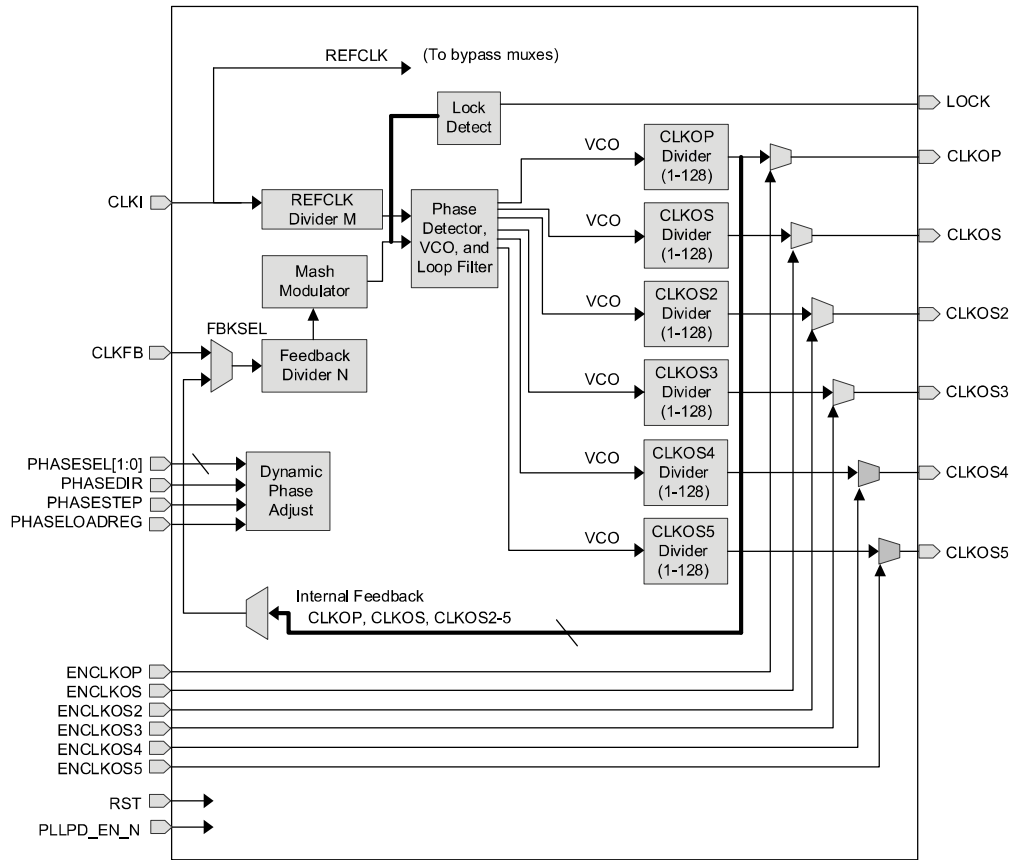 REFCLK (To bypass muxes)
Lock
Detect
LOCK
VCO
CLKOP
Divider
(1-128)
CLKOP
CLKI
REFCLK
Divider M
Phase
Detector,
VCO, and
Loop Filter
VCO
CLKOS
Divider
(1-128)
CLKOS
Mash
Modulator
VCO
CLKOS2
Divider
(1-128)
CLKOS2
FBKSEL
CLKFB
Feedback
Divider N
VCO
CLKOS3
Divider
(1-128)
CLKOS3
PHASESEL[1:0]
PHASEDIR
PHASESTEP
PHASELOADREG
Dynamic
Phase
Adjust
VCO
CLKOS4
Divider
(1-128)
CLKOS4
VCO
CLKOS5
Divider
(1-128)
CLKOS5
Internal Feedback
CLKOP, CLKOS, CLKOS2-5
ENCLKOP
ENCLKOS
ENCLKOS2
ENCLKOS3
ENCLKOS4
ENCLKOS5
RST
PLLPD_EN_N